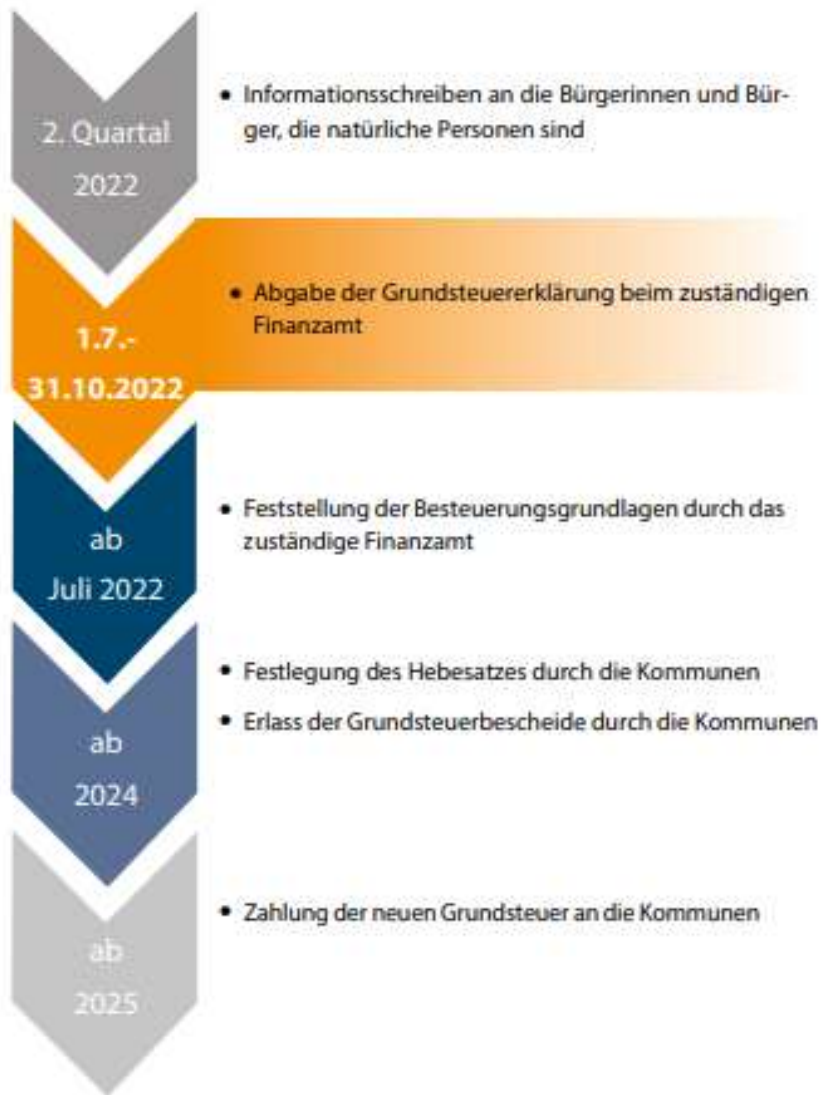 2. Quartal
2022
• Informationsschreiben an die Bürgerinnen und Bür-
ger, die natürliche Personen sind
1.7.-
31.10.2022
• Abgabe der Grundsteuererklärung beim zuständigen
Finanzamt
ab
Juli 2022
• Feststellung der Besteuerungsgrundlagen durch das
zuständige Finanzamt
ab
2024
• Festlegung des Hebesatzes durch die Kommunen
• Erlass der Grundsteuerbescheide durch die Kommunen
ab
2025
• Zahlung der neuen Grundsteuer an die Kommunen